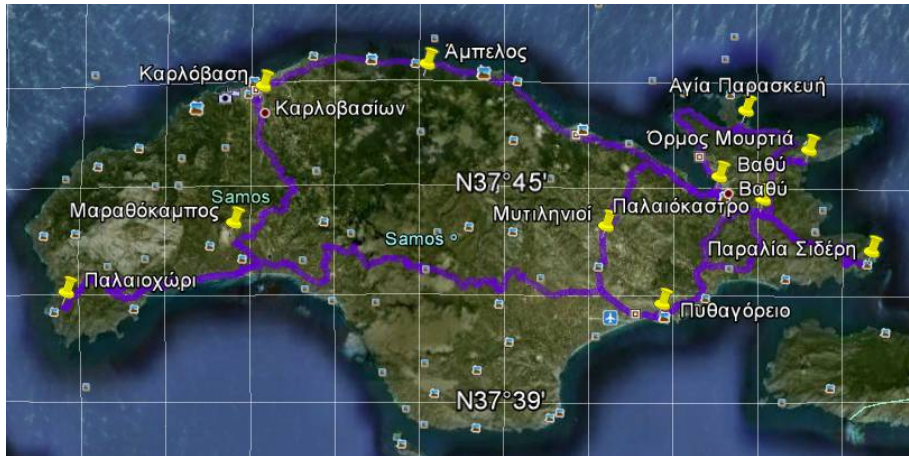 Άμπελος
Καρλόβαση
Αγία Παρασκευή
Καρλοβασίων
Όρμος Μουρτιά
Βαθύ
N37°45'
Βαθύ
Samos
Μαραθόκαμπος
Μυτιληνιοί
Παλαιόκαστρο
Samos
Παραλία Σιδέρη
Παλαιοχώρι
Πυθαγόρειο
N37°39'